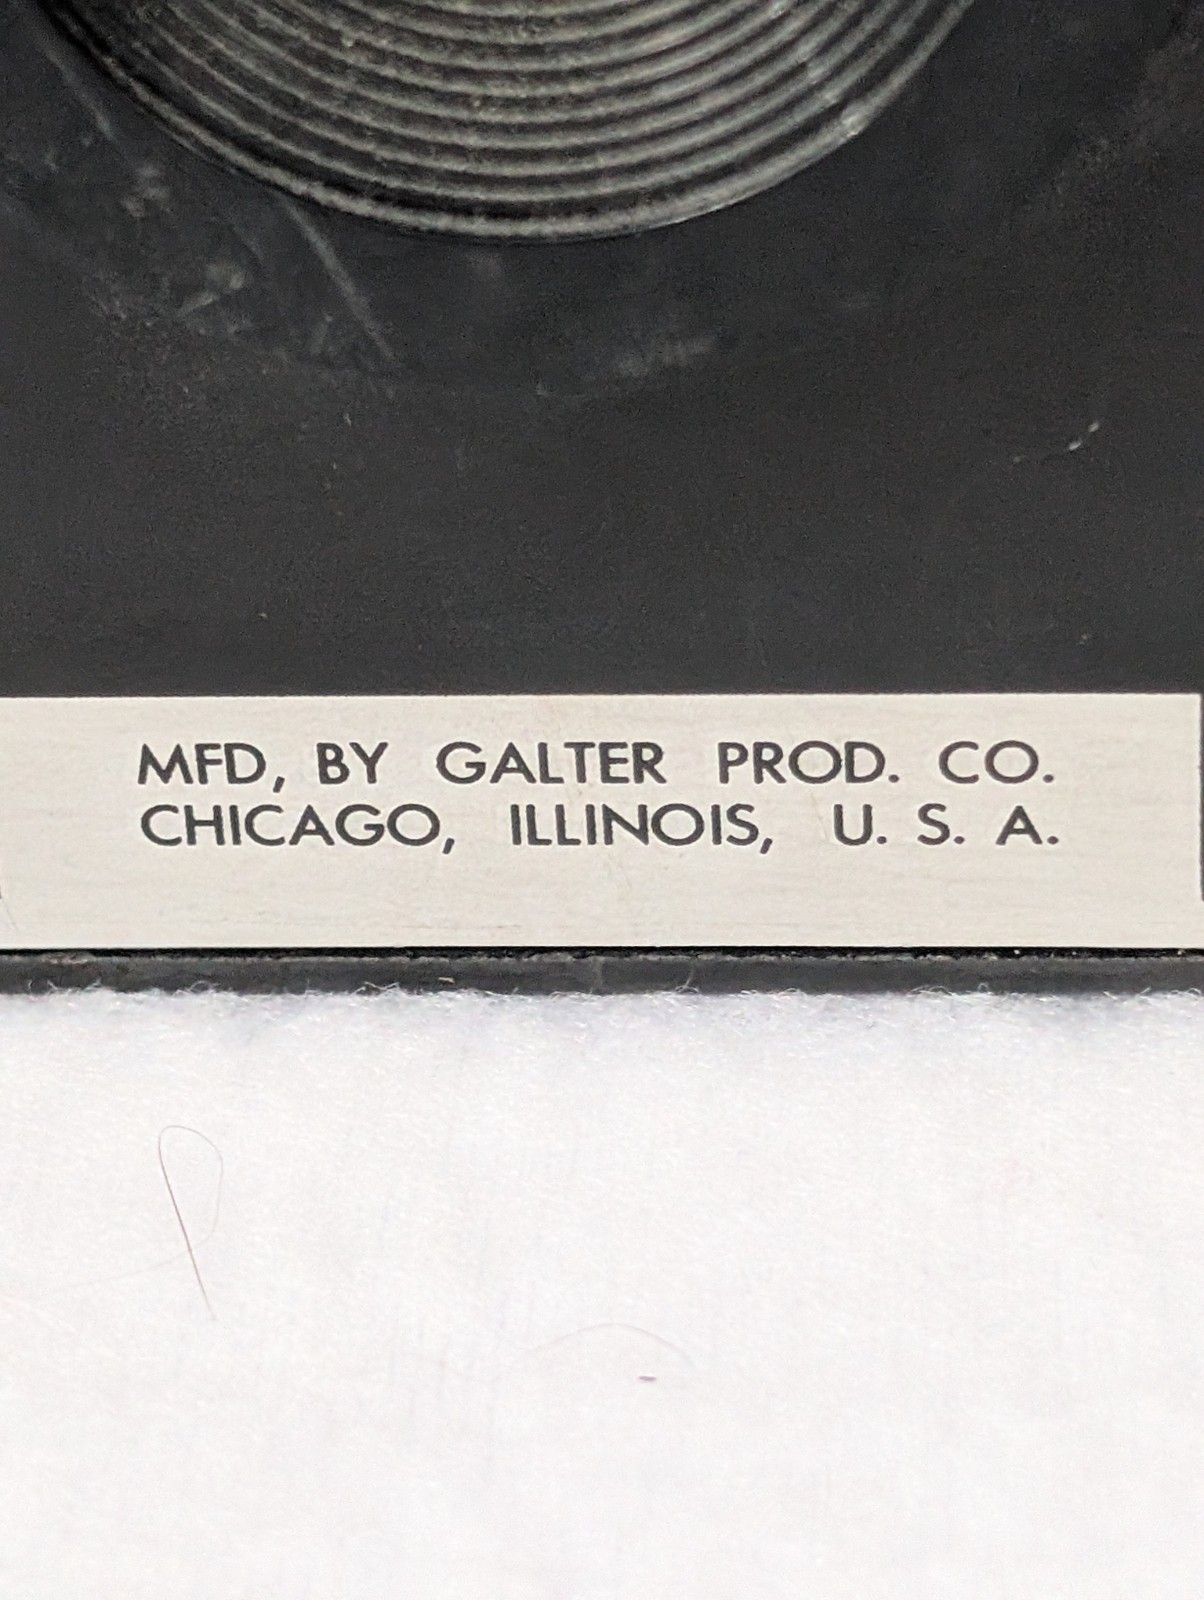 MFD, BY GALTER PROD. CO.
CHICAGO, ILLINOIS, U. S. A.